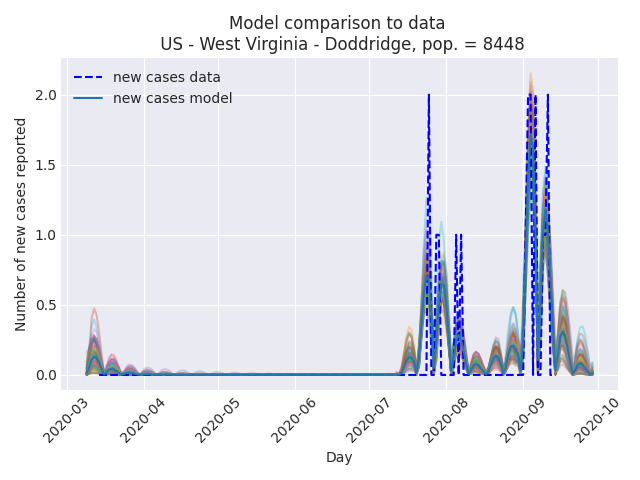 Model comparison to data
US - West Virginia - Doddridge, pop. = 8448
new cases data
new cases model
Number of new cases reported
2.0
1.5
1.0
0.5
0.0
2020-03
2020-04
2020-05
2020-06
2020-07
2020-08
2020-09
2020-10
Day